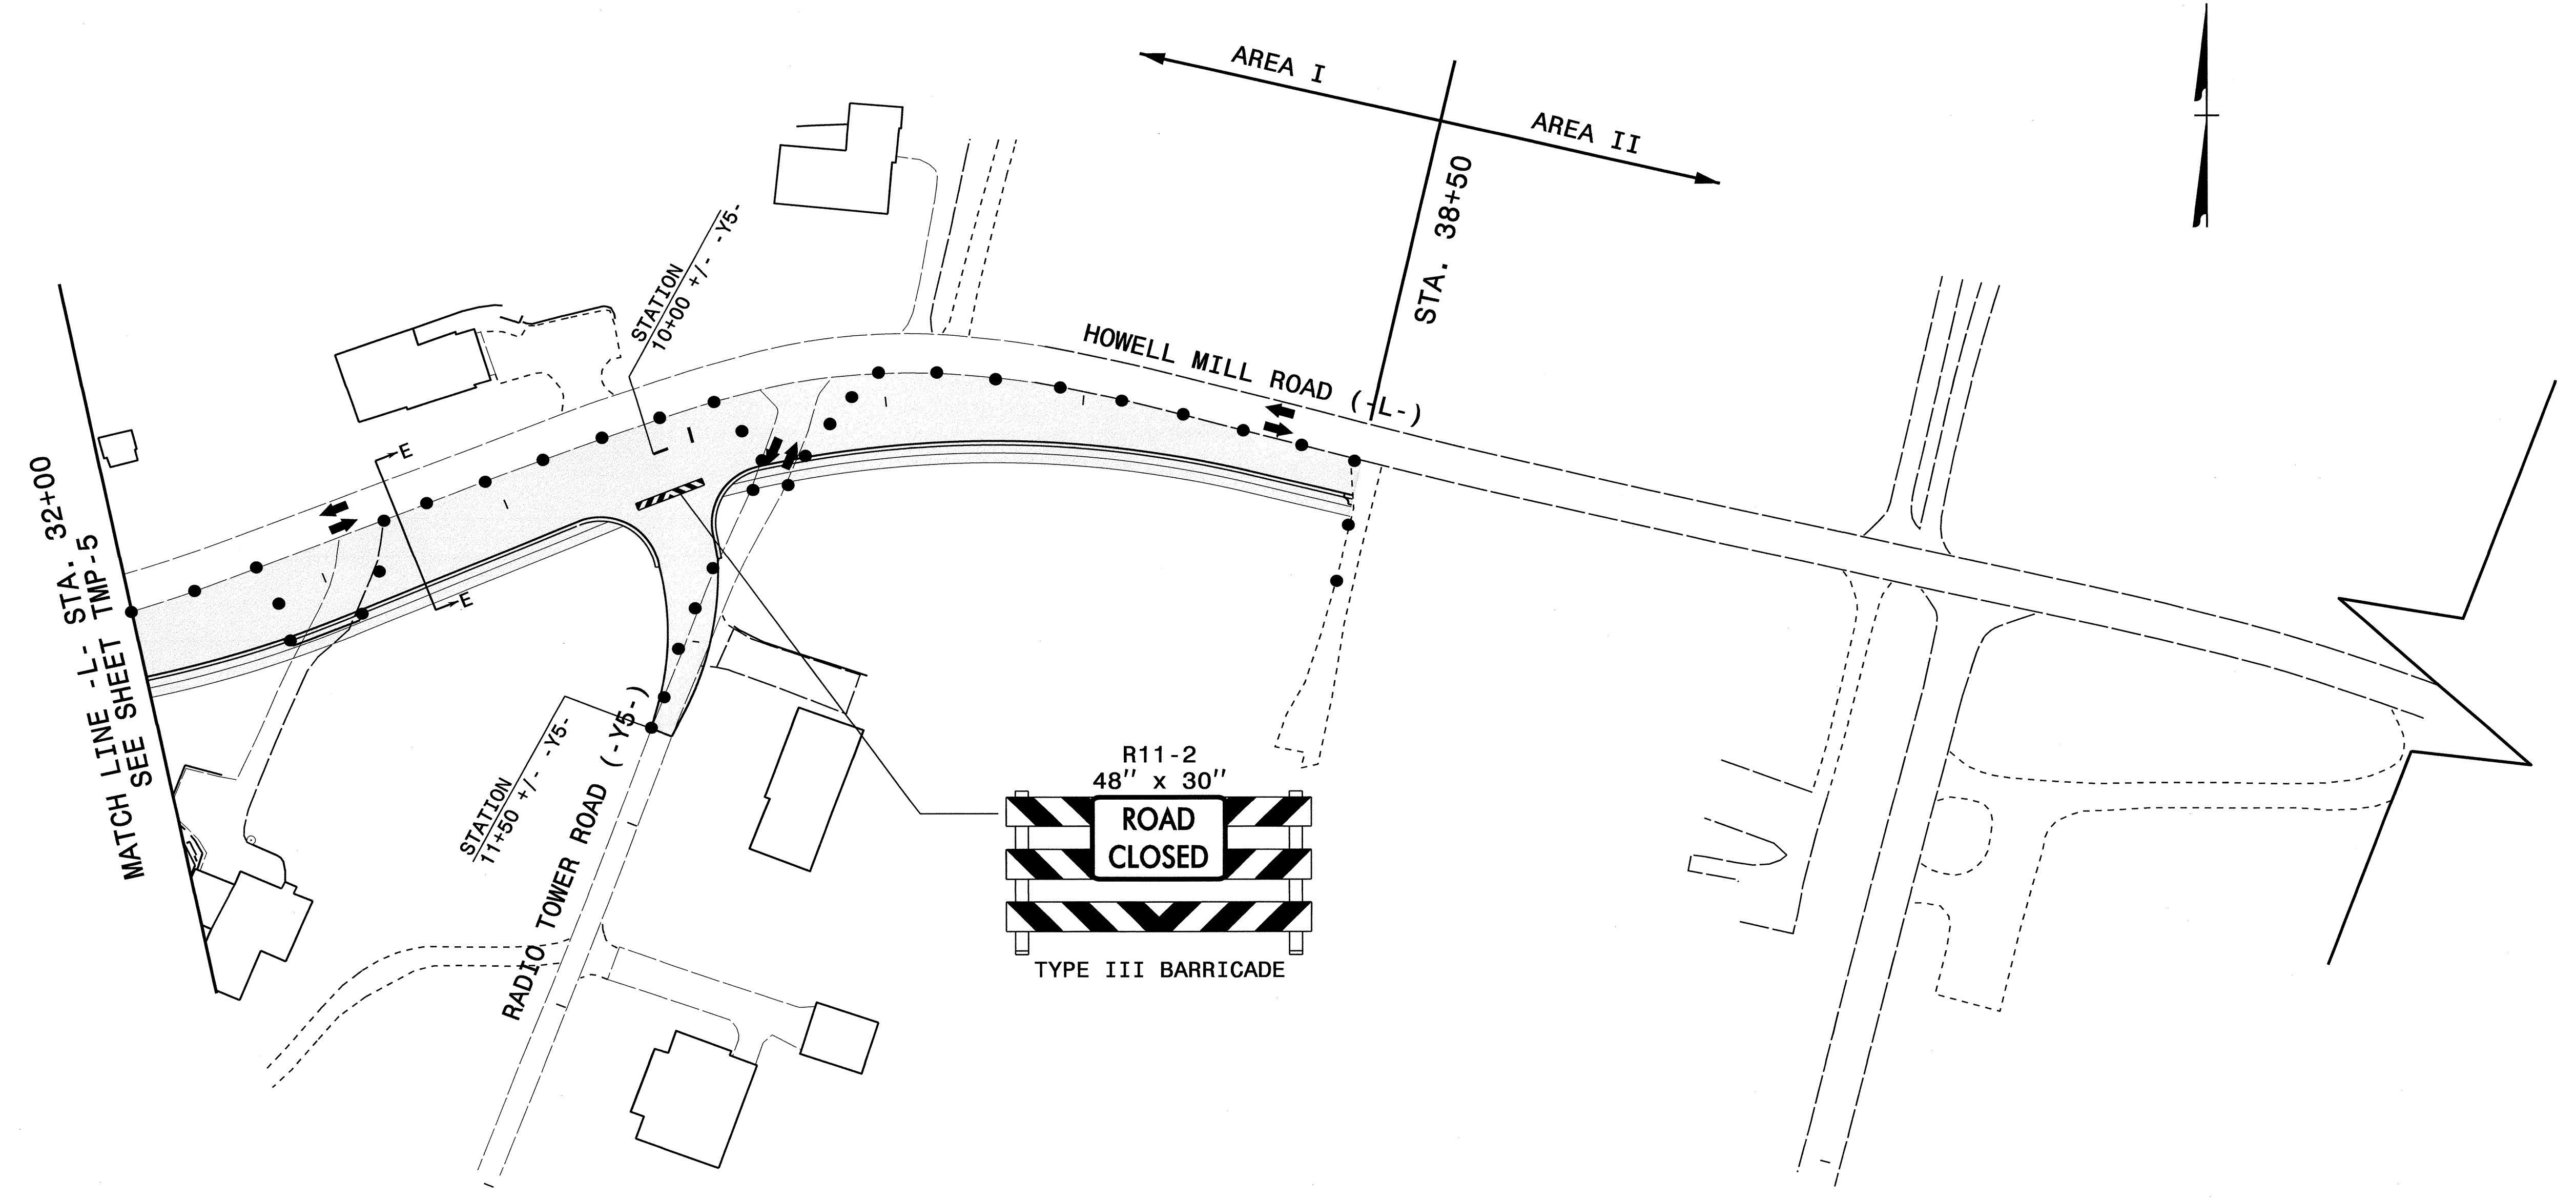 AREA I
AREA II
STA. 38+50
HOWELL MILL ROAD (-L-)
STATION
10+00 +/- -Y5-
E
E
MATCH LINE -L- STA. 32+00
SEE SHEET TMP-5
STATION
11+50 +/- -Y5-
RADIO TOWER ROAD (-Y5-)
R11-2
48" x 30"
ROAD
CLOSED
TYPE III BARRICADE